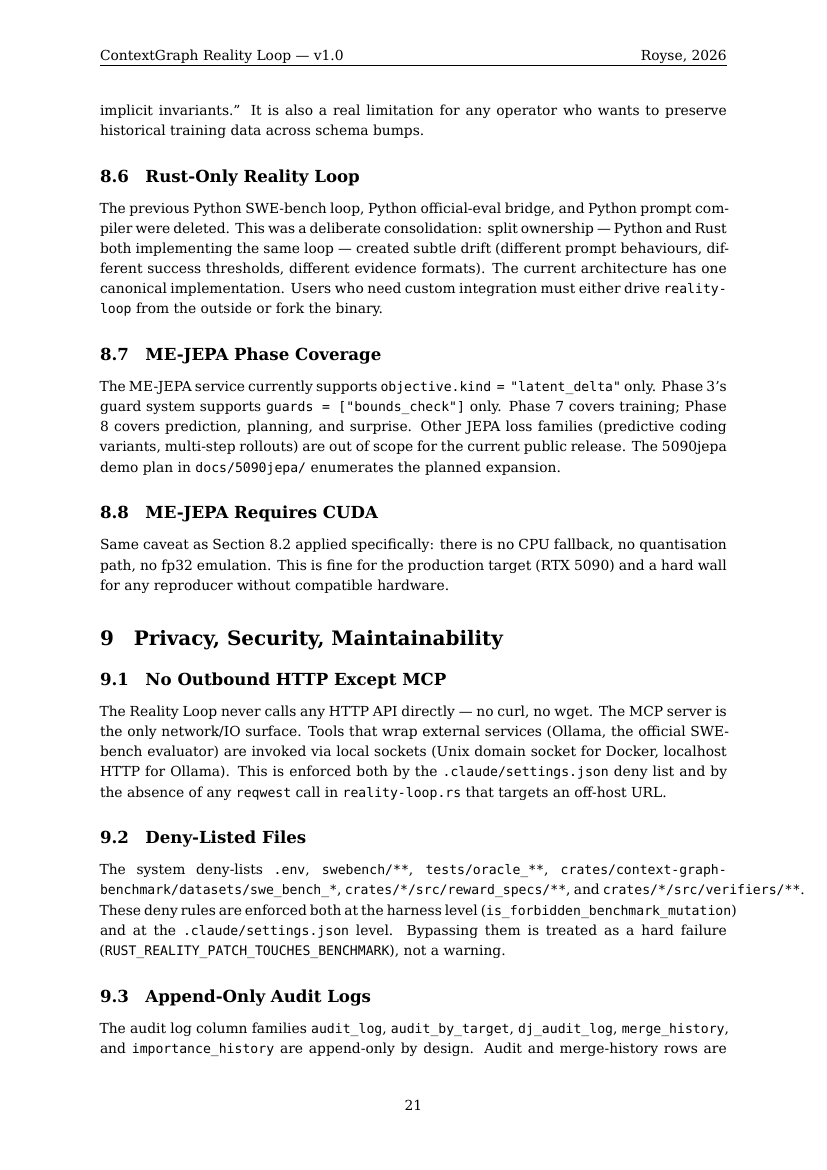 ContextGraph Reality Loop — v1.0 Royse, 2026
implicit invariants.” It is also a real limitation for any operator who wants to preserve
historical training data across schema bumps.
8.6 Rust-Only Reality Loop
The previous Python SWE-bench loop, Python official-eval bridge, and Python prompt com-
piler were deleted. This was a deliberate consolidation: split ownership — Python and Rust
both implementing the same loop — created subtle drift (different prompt behaviours, dif-
ferent success thresholds, different evidence formats). The current architecture has one
canonical implementation. Users who need custom integration must either drive reality-
loop from the outside or fork the binary.
8.7 ME-JEPA Phase Coverage
The ME-JEPA service currently supports objective.kind = "latent_delta" only. Phase 3’s
guard system supports guards = ["bounds_check"] only. Phase 7 covers training; Phase
8 covers prediction, planning, and surprise. Other JEPA loss families (predictive coding
variants, multi-step rollouts) are out of scope for the current public release. The 5090jepa
demo plan in docs/5090jepa/ enumerates the planned expansion.
8.8 ME-JEPA Requires CUDA
Same caveat as Section 8.2 applied specifically: there is no CPU fallback, no quantisation
path, no fp32 emulation. This is fine for the production target (RTX 5090) and a hard wall
for any reproducer without compatible hardware.
9 Privacy, Security, Maintainability
9.1 No Outbound HTTP Except MCP
The Reality Loop never calls any HTTP API directly — no curl, no wget. The MCP server is
the only network/IO surface. Tools that wrap external services (Ollama, the official SWE-
bench evaluator) are invoked via local sockets (Unix domain socket for Docker, localhost
HTTP for Ollama). This is enforced both by the .claude/settings.json deny list and by
the absence of any reqwest call in reality-loop.rs that targets an off-host URL.
9.2 Deny-Listed Files
The system deny-lists .env, swebench/**, tests/oracle_**, crates/context-graph-
benchmark/datasets/swe_bench_*, crates/*/src/reward_specs/**, and crates/*/src/verifiers/**.
These deny rules are enforced both at the harness level (is_forbidden_benchmark_mutation)
and at the .claude/settings.json level. Bypassing them is treated as a hard failure
(RUST_REALITY_PATCH_TOUCHES_BENCHMARK), not a warning.
9.3 Append-Only Audit Logs
The audit log column families audit_log, audit_by_target, dj_audit_log, merge_history,
and importance_history are append-only by design. Audit and merge-history rows are
21